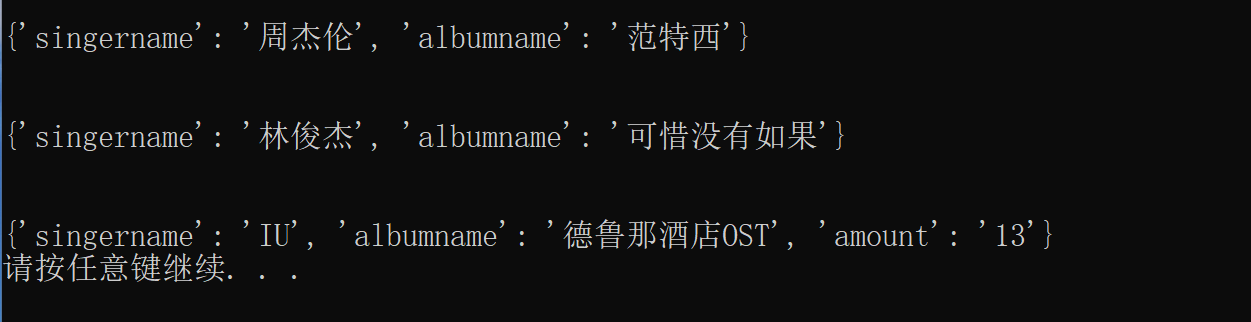 {'singername': '周杰伦', 'albumname': '范特西'}
{'singername': '林俊杰', 'albumname': '可惜没有如果'}
{'singername': 'IU', 'albumname': '德鲁那酒店OST', 'amount': '13'}
请按任意键继续. . .